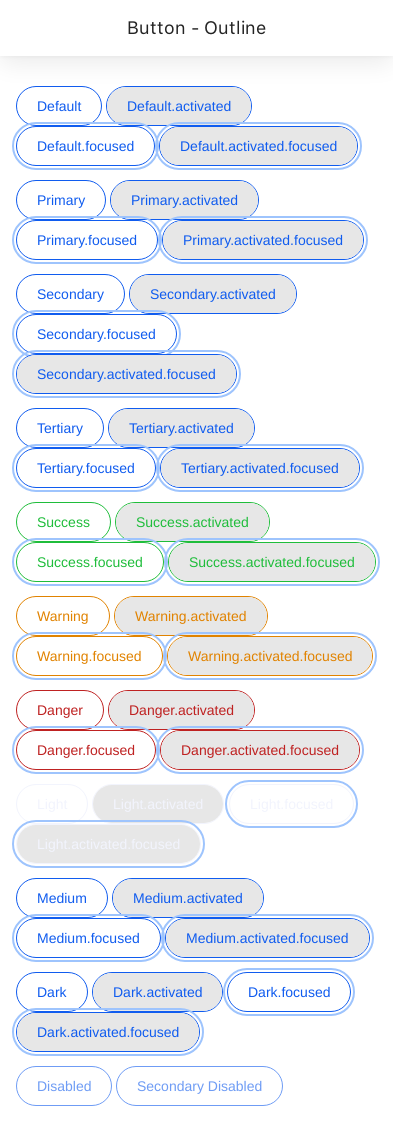 Button - Outline
Default Default.activated
Default.focused Default.activated.focused
Primary Primary.activated
Primary.focused Primary.activated.focused
Secondary Secondary.activated
Secondary.focused
Secondary.activated.focused
Tertiary Tertiary.activated
Tertiary.focused Tertiary.activated.focused
Success Success.activated
Success.focused Success.activated.focused
Warning Warning.activated
Warning.focused Warning.activated.focused
Danger Danger.activated
Danger.focused Danger.activated.focused
Light Light.activated Light.focused
Light.activated.focused
Medium Medium.activated
Medium.focused Medium.activated.focused
Dark Dark.activated Dark.focused
Dark.activated.focused
Disabled Secondary Disabled